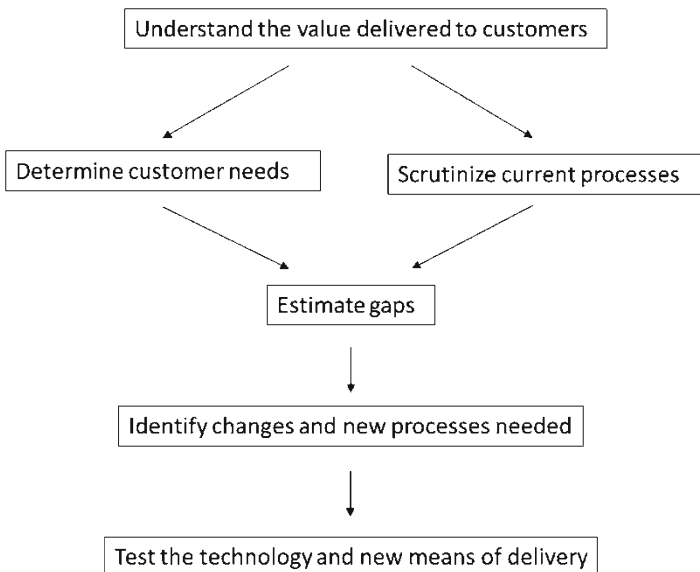 Understand the value delivered to customers
Determine customer needs
Scrutinize current processes
Estimate gaps
Identify changes and new processes needed
Test the technology and new means of delivery